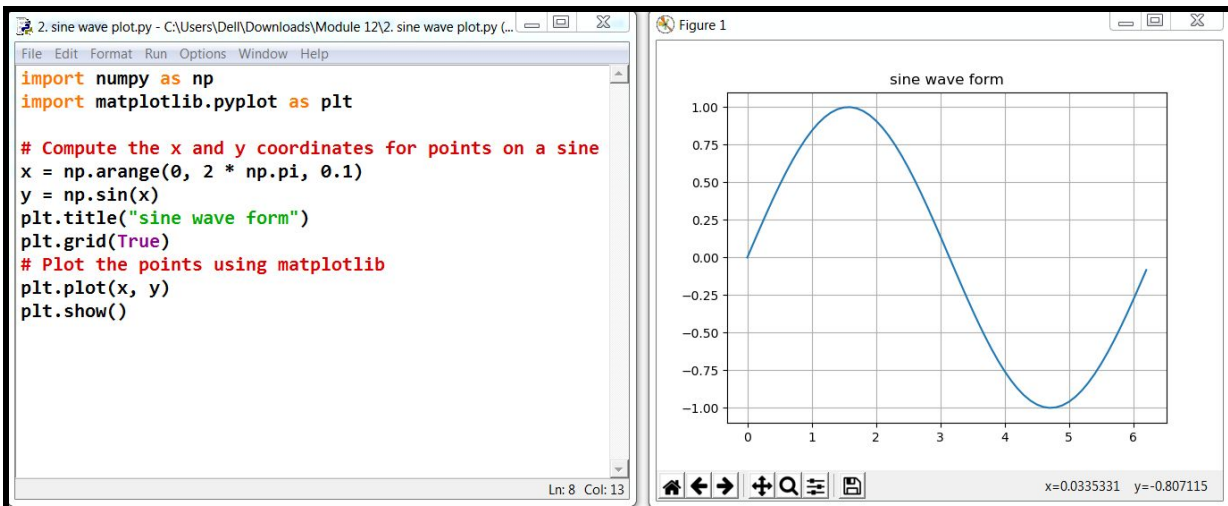 2. sine wave plot.py - C:\Users\Dell\Downloads\Module 12\2. sine wave plot.py (...
File Edit Format Run Options Window Help
import numpy as np
import matplotlib.pyplot as plt
# Compute the x and y coordinates for points on a sine
x = np.arange(0, 2 * np.pi, 0.1)
y = np.sin(x)
plt.title("sine wave form")
plt.grid(True)
# Plot the points using matplotlib
plt.plot(x, y)
plt.show()
Ln: 8 Col: 13
Figure 1
sine wave form
1.00
0.75
0.50
0.25
0.00
−0.25
−0.50
−0.75
−1.00
0 1 2 3 4 5 6
x=0.0335331 y=-0.807115